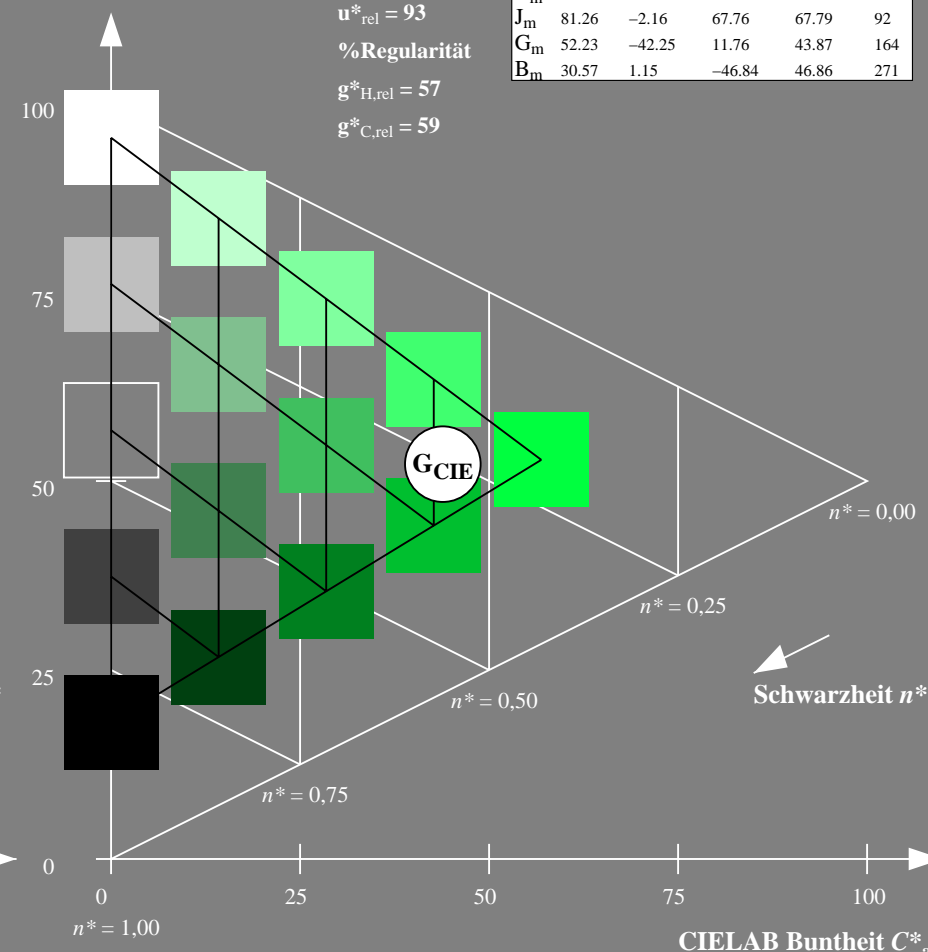 u*rel = 93
%Regularität
g*H,rel = 57
g*C,rel = 59
Jm 81.26 −2.16 67.76 67.79 92
Gm 52.23 −42.25 11.76 43.87 164
Bm 30.57 1.15 −46.84 46.86 271
100
75
50
25
0
GCIE
n* = 0,00
n* = 0,25
n* = 0,50
n* = 0,75
Schwarzheit n*
0 25 50 75 100
n* = 1,00
CIELAB Buntheit C*